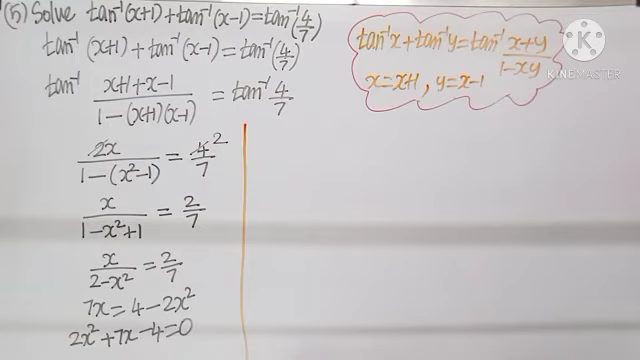 (5) Solve tan⁻¹(x+1)+tan⁻¹(x-1)=tan⁻¹(4/7)
tan⁻¹(x+1)+tan⁻¹(x-1)=tan⁻¹(4/7)
tan⁻¹ (x+1+x-1)/(1-(x+1)(x-1)) = tan⁻¹ 4/7
2x/(1-(x²-1)) = 4/7 2
x/(1-x²+1) = 2/7
x/(2-x²) = 2/7
7x=4-2x²
2x²+7x-4=0
tan⁻¹x+tan⁻¹y=tan⁻¹ (x+y)/(1-xy)
x=x+1, y=x-1
KINEMASTER